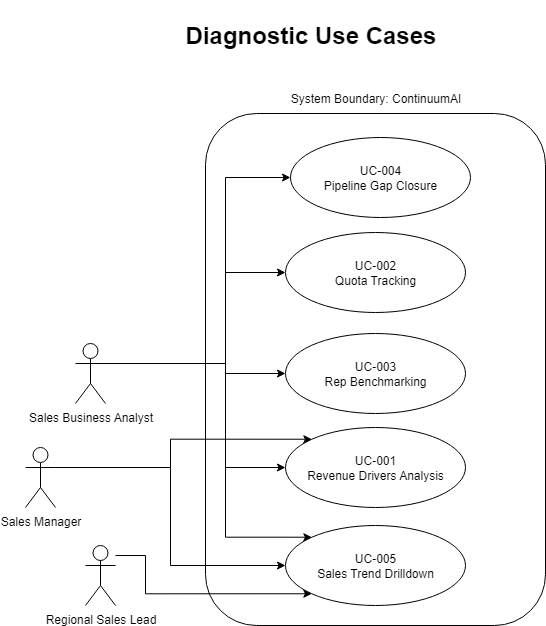 Diagnostic Use Cases
System Boundary: ContinuumAI
UC-004
Pipeline Gap Closure
UC-002
Quota Tracking
UC-003
Rep Benchmarking
Sales Business Analyst
UC-001
Revenue Drivers Analysis
Sales Manager
UC-005
Sales Trend Drilldown
Regional Sales Lead